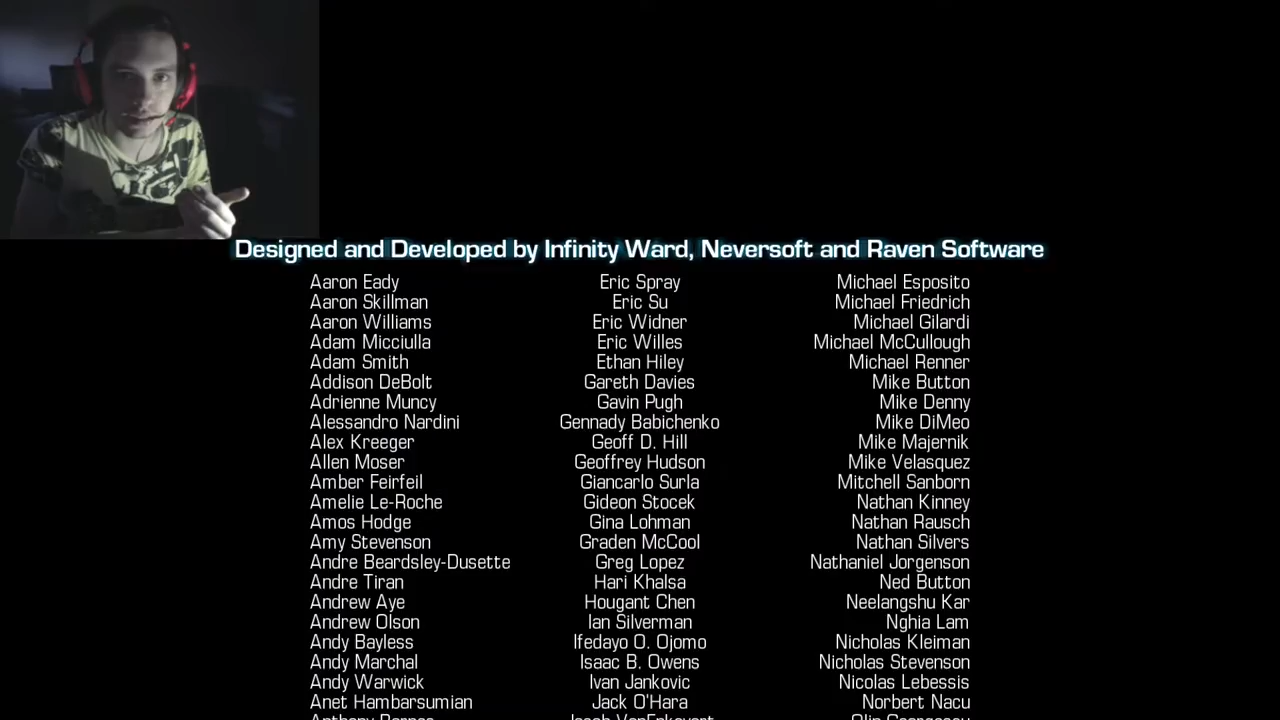 Designed and Developed by Infinity Ward, Neversoft and Raven Software
Aaron Eady Eric Spray Michael Esposito
Aaron Skillman Eric Su Michael Friedrich
Aaron Williams Eric Widner Michael Gilardi
Adam Micciulla Eric Willes Michael McCullough
Adam Smith Ethan Hiley Michael Renner
Addison DeBolt Gareth Davies Mike Button
Adrienne Muncy Gavin Pugh Mike Denny
Alessandro Nardini Gennady Babichenko Mike DiMeo
Alex Kreeger Geoff D. Hill Mike Majernik
Allen Moser Geoffrey Hudson Mike Velasquez
Amber Feirfeil Giancarlo Surla Mitchell Sanborn
Amelie Le-Roche Gideon Stocek Nathan Kinney
Amos Hodge Gina Lohman Nathan Rausch
Amy Stevenson Graden McCool Nathan Silvers
Andre Beardsley-Dusette Greg Lopez Nathaniel Jorgenson
Andre Tiran Hari Khalsa Ned Button
Andrew Aye Hougant Chen Neelangshu Kar
Andrew Olson Ian Silverman Nghia Lam
Andy Bayless Ifedayo O. Ojomo Nicholas Kleiman
Andy Marchal Isaac B. Owens Nicholas Stevenson
Andy Warwick Ivan Jankovic Nicolas Lebessis
Anet Hambarsumian Jack O'Hara Norbert Nacu